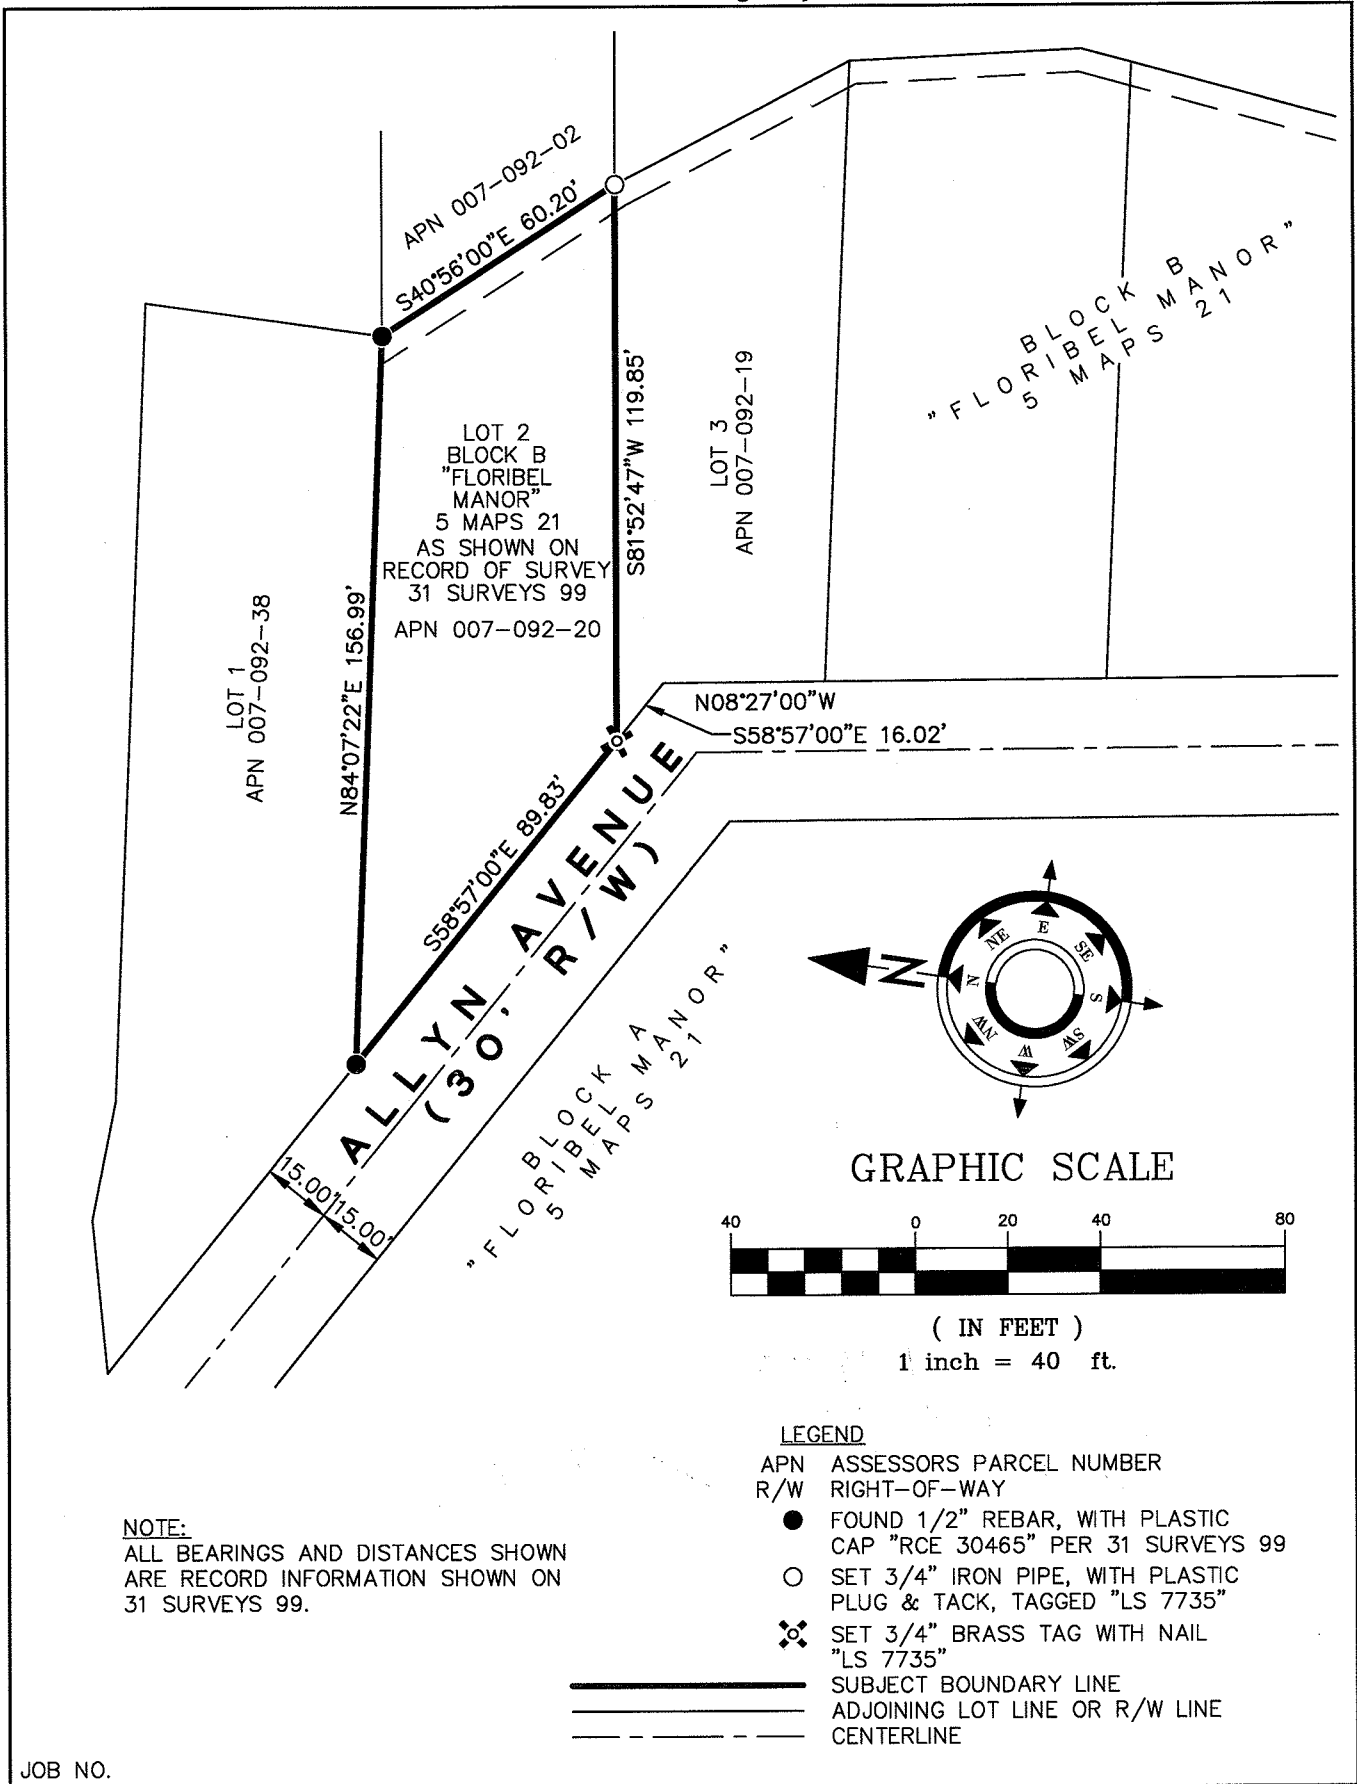 APN 007-092-02
S40°56'00"E 60.20'
BLOCK B
"FLORIBEL MANOR"
5 MAPS 21
LOT 2
BLOCK B
"FLORIBEL
MANOR"
5 MAPS 21
AS SHOWN ON
RECORD OF SURVEY
31 SURVEYS 99
APN 007-092-20
S81°52'47"W 119.85'
LOT 3
APN 007-092-19
LOT 1
APN 007-092-38
N84°07'22"E 156.99'
N08°27'00"W
S58°57'00"E 16.02'
S58°57'00"E 89.83'
ALLYN AVENUE
(30' R/W)
BLOCK A
"FLORIBEL MANOR"
5 MAPS 21
15.00'
15.00'
N
N
NE
E
SE
S
SW
W
NW
GRAPHIC SCALE
40 0 20 40 80
( IN FEET )
1 inch = 40 ft.
LEGEND
APN ASSESSORS PARCEL NUMBER
R/W RIGHT-OF-WAY
FOUND 1/2" REBAR, WITH PLASTIC
CAP "RCE 30465" PER 31 SURVEYS 99
SET 3/4" IRON PIPE, WITH PLASTIC
PLUG & TACK, TAGGED "LS 7735"
SET 3/4" BRASS TAG WITH NAIL
"LS 7735"
SUBJECT BOUNDARY LINE
ADJOINING LOT LINE OR R/W LINE
CENTERLINE
NOTE:
ALL BEARINGS AND DISTANCES SHOWN
ARE RECORD INFORMATION SHOWN ON
31 SURVEYS 99.
JOB NO.